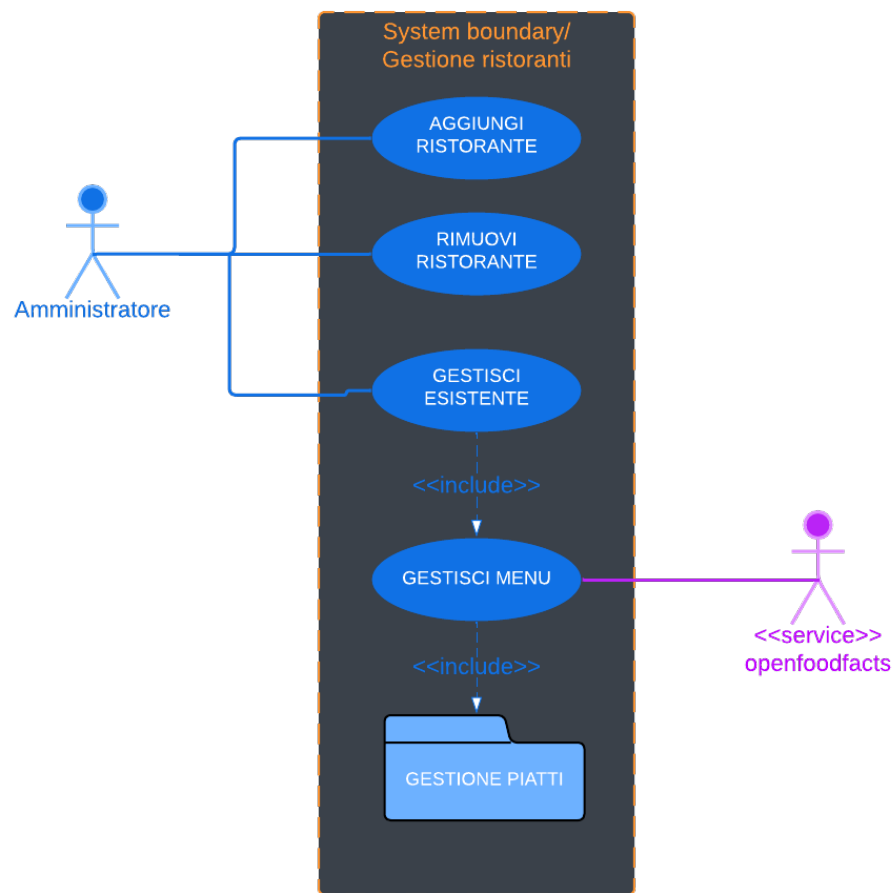 System boundary/
Gestione ristoranti
AGGIUNGI
RISTORANTE
RIMUOVI
RISTORANTE
Amministratore
GESTISCI
ESISTENTE
<<include>>
GESTISCI MENU
<<service>>
openfoodfacts
<<include>>
GESTIONE PIATTI